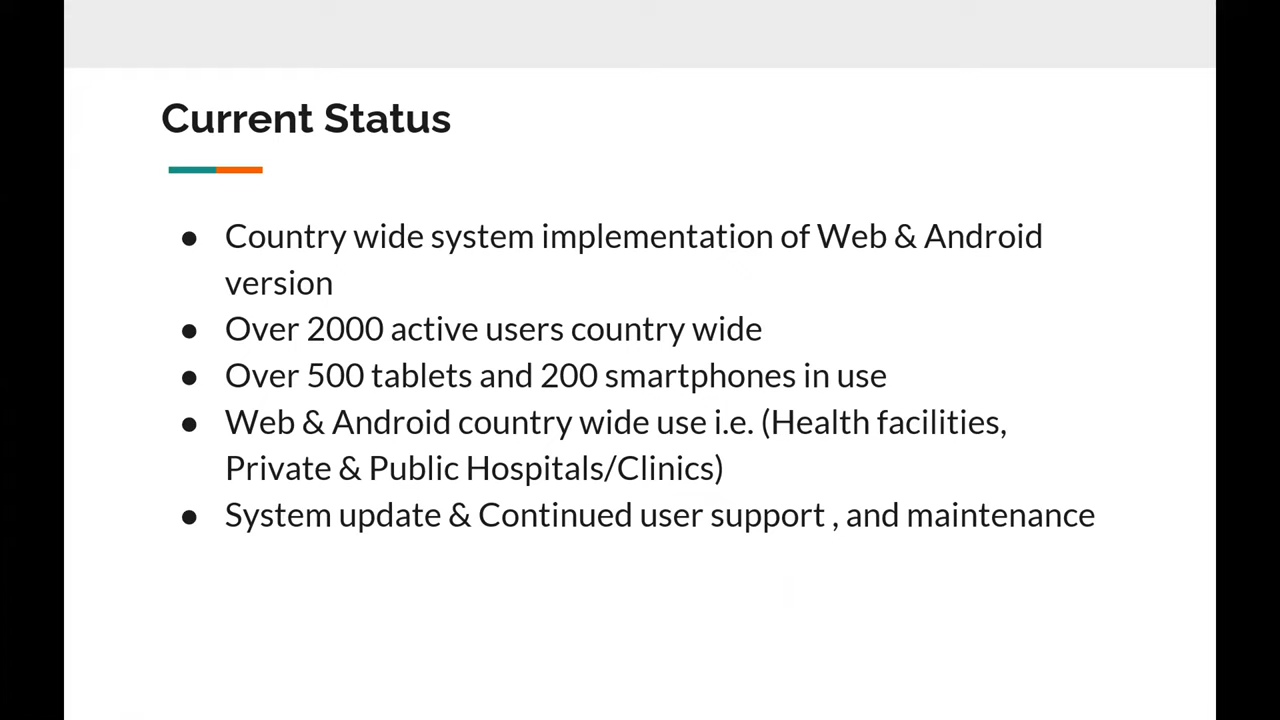 Current Status
● Country wide system implementation of Web & Android
version
● Over 2000 active users country wide
● Over 500 tablets and 200 smartphones in use
● Web & Android country wide use i.e. (Health facilities,
Private & Public Hospitals/Clinics)
● System update & Continued user support , and maintenance